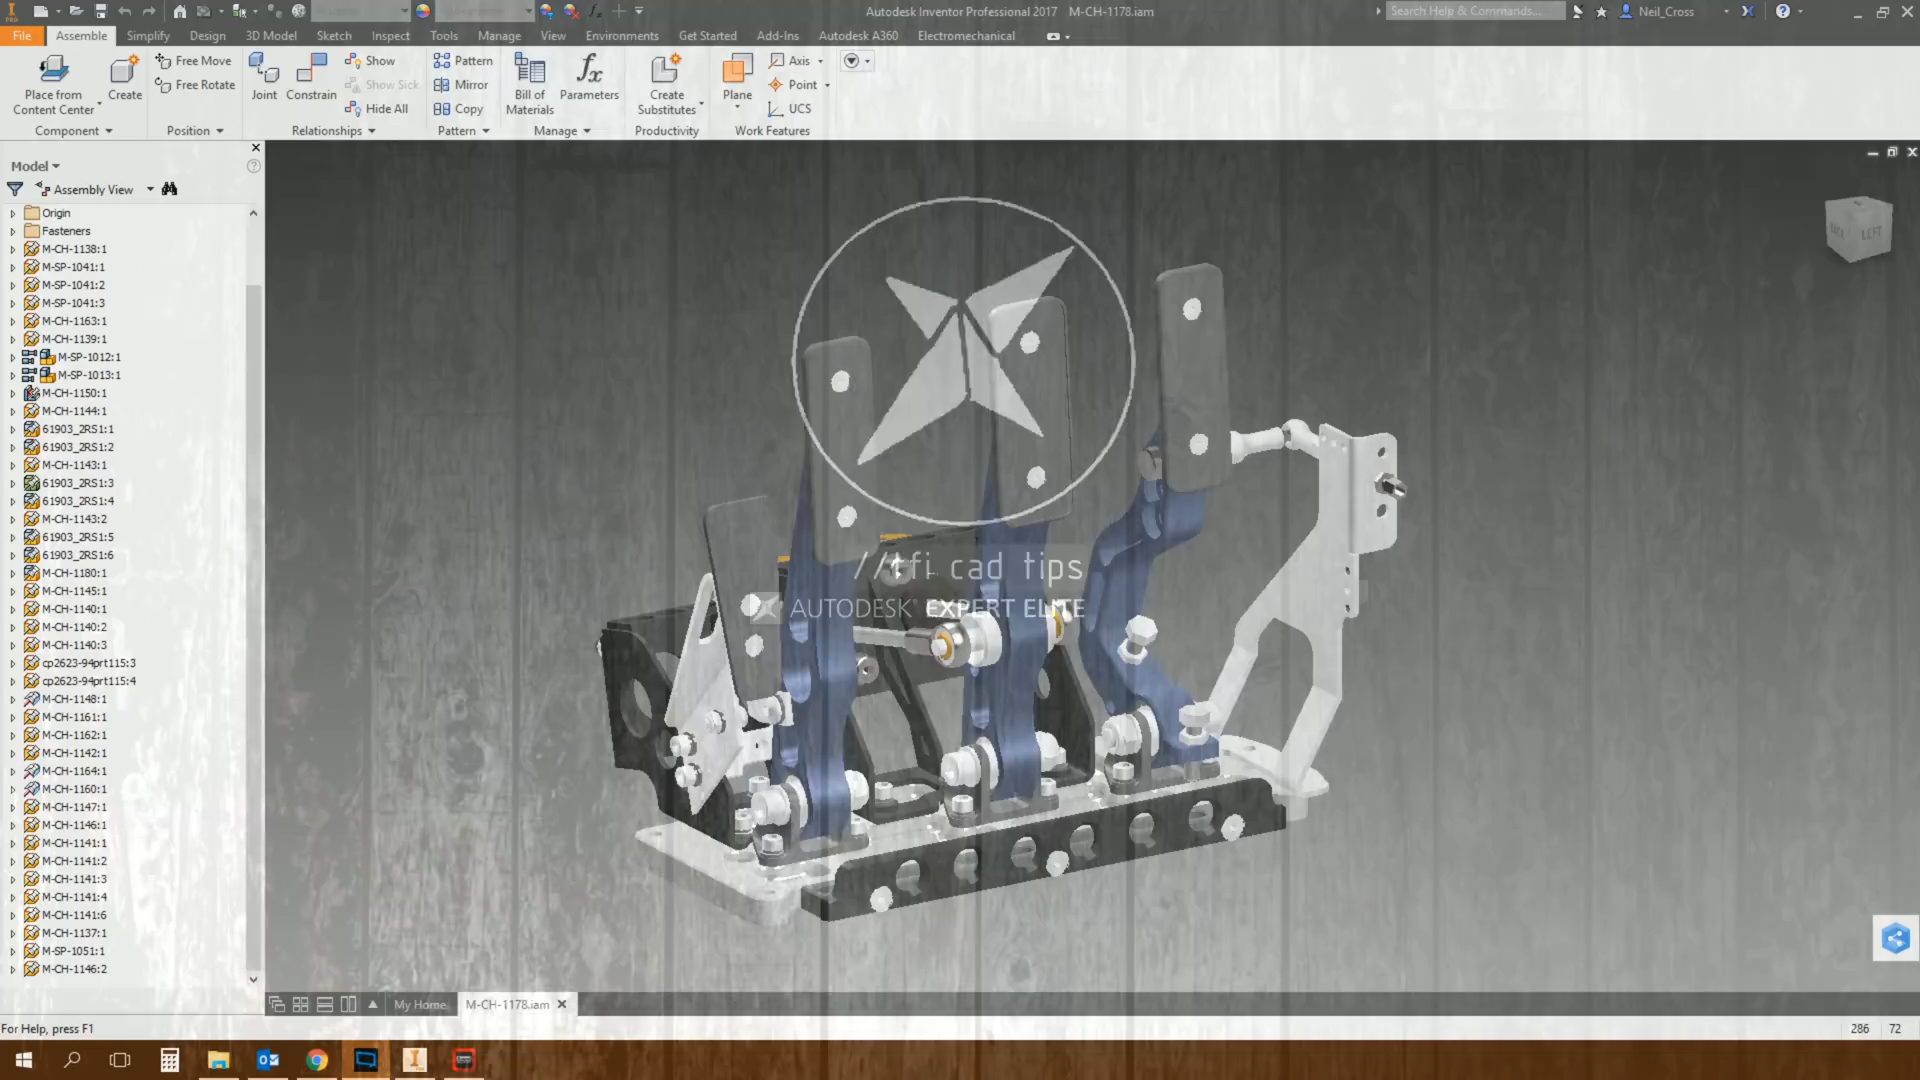 Autodesk Inventor Professional 2017 M-CH-1178.iam
Search Help & Commands...
Neil_Cross
File Assemble Simplify Design 3D Model Sketch Inspect Tools Manage View Environments Get Started Add-Ins Autodesk A360 Electromechanical
Place from
Content Center
Create
Free Move
Free Rotate
Joint
Constrain
Show
Show Sick
Hide All
Pattern
Mirror
Copy
Bill of
Materials
Parameters
Create
Substitutes
Plane
Axis
Point
UCS
Component
Position
Relationships
Pattern
Manage
Productivity
Work Features
Model
Assembly View
Origin
Fasteners
M-CH-1138:1
M-SP-1041:1
M-SP-1041:2
M-SP-1041:3
M-CH-1163:1
M-CH-1139:1
M-SP-1012:1
M-SP-1013:1
M-CH-1150:1
M-CH-1144:1
61903_2RS1:1
61903_2RS1:2
M-CH-1143:1
61903_2RS1:3
61903_2RS1:4
M-CH-1143:2
61903_2RS1:5
61903_2RS1:6
M-CH-1180:1
M-CH-1145:1
M-CH-1140:1
M-CH-1140:2
M-CH-1140:3
cp2623-94prt115:3
cp2623-94prt115:4
M-CH-1148:1
M-CH-1161:1
M-CH-1162:1
M-CH-1142:1
M-CH-1164:1
M-CH-1160:1
M-CH-1147:1
M-CH-1146:1
M-CH-1141:1
M-CH-1141:2
M-CH-1141:3
M-CH-1141:4
M-CH-1141:6
M-CH-1137:1
M-SP-1051:1
M-CH-1146:2
LEFT
//tfi cad tips
AUTODESK EXPERT ELITE
My Home
M-CH-1178.iam
For Help, press F1
286 72